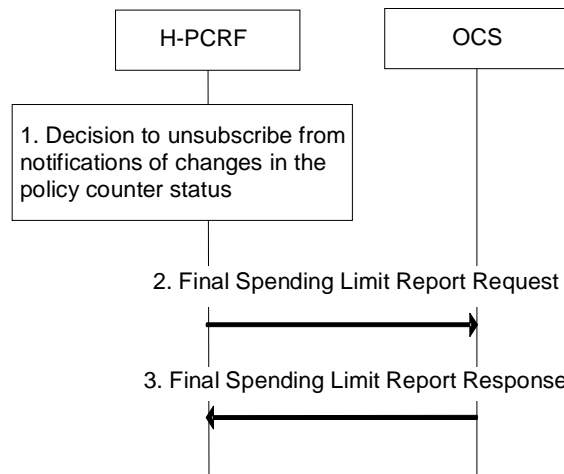 H-PCRF
OCS
1. Decision to unsubscribe from
notifications of changes in the
policy counter status
2. Final Spending Limit Report Request
3. Final Spending Limit Report Response